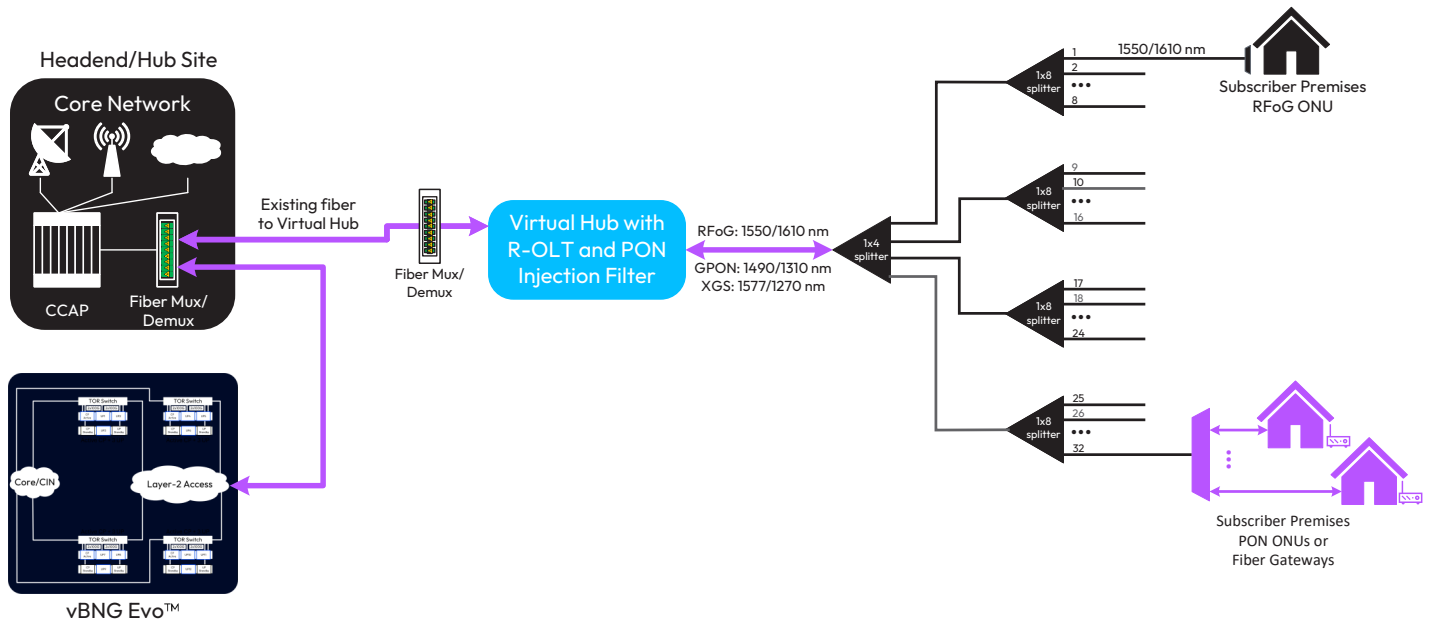 Headend/Hub Site
Core Network
CCAP
Fiber Mux/
Demux
Existing fiber
to Virtual Hub
Fiber Mux/
Demux
Virtual Hub with
R-OLT and PON
Injection Filter
RFoG: 1550/1610 nm
GPON: 1490/1310 nm
XGS: 1577/1270 nm
1x4
splitter
1x8
splitter
1
2
8
1550/1610 nm
Subscriber Premises
RFoG ONU
1x8
splitter
9
10
16
1x8
splitter
17
18
24
1x8
splitter
25
26
32
Subscriber Premises
PON ONUs or
Fiber Gateways
TOR Switch
TOR Switch
Core/CIN
Layer-2 Access
TOR Switch
TOR Switch
vBNG Evo™